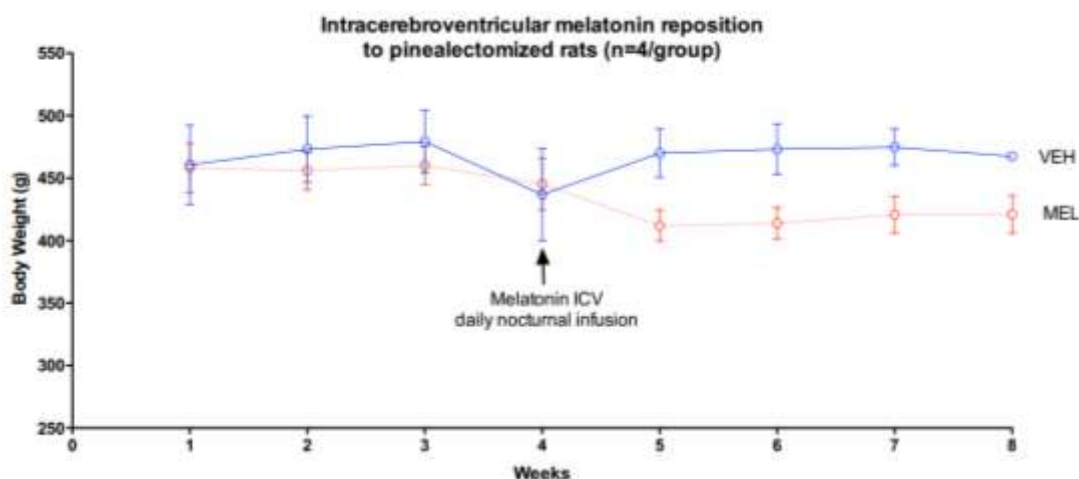 Intracerebroventricular melatonin reposition
to pinealectomized rats (n=4/group)
550
500
450
400
350
300
250
Body Weight (g)
VEH
MEL
Melatonin ICV
daily nocturnal infusion
0 1 2 3 4 5 6 7 8
Weeks